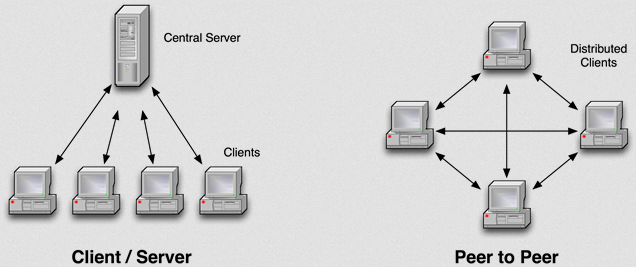 Central Server
Clients
Client / Server
Distributed
Clients
Peer to Peer